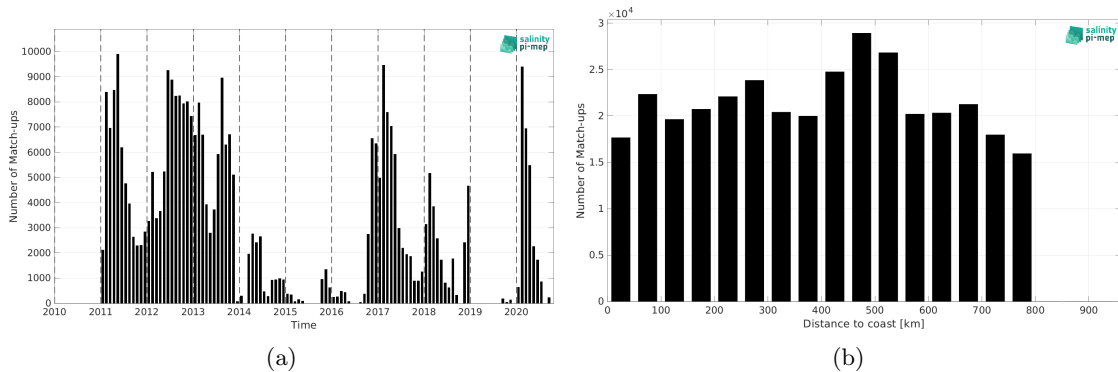 salinity
pi-mep
Number of Match-ups
10000
9000
8000
7000
6000
5000
4000
3000
2000
1000
0
2010 2011 2012 2013 2014 2015 2016 2017 2018 2019 2020
Time
(a)
×10⁴
salinity
pi-mep
Number of Match-ups
3
2.5
2
1.5
1
0.5
0
0 100 200 300 400 500 600 700 800 900
Distance to coast [km]
(b)